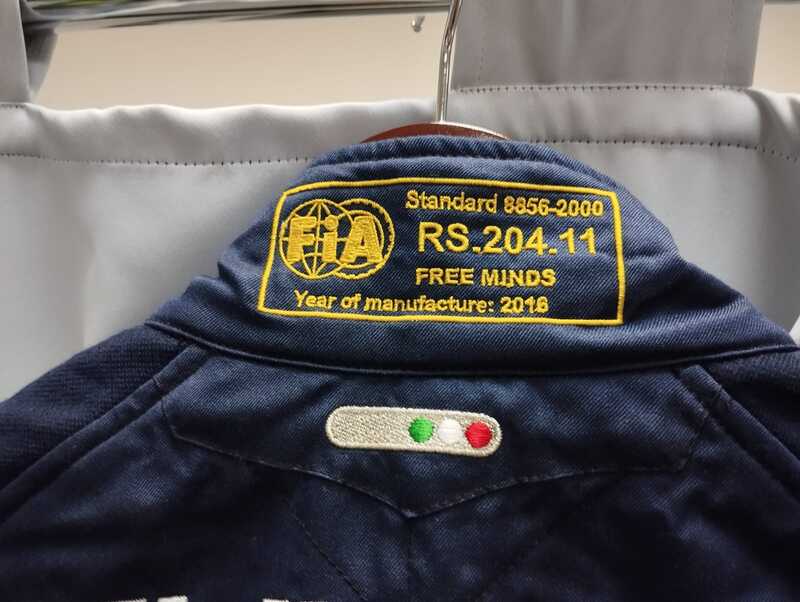 FiA
Standard 8856-2000
RS.204.11
FREE MINDS
Year of manufacture: 2016